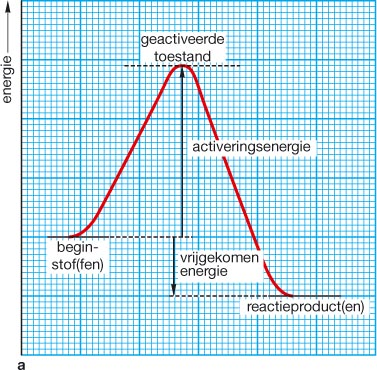 energie
geactiveerde
toestand
activeringsenergie
begin-
stof(fen)
vrijgekomen
energie
reactieproduct(en)
a